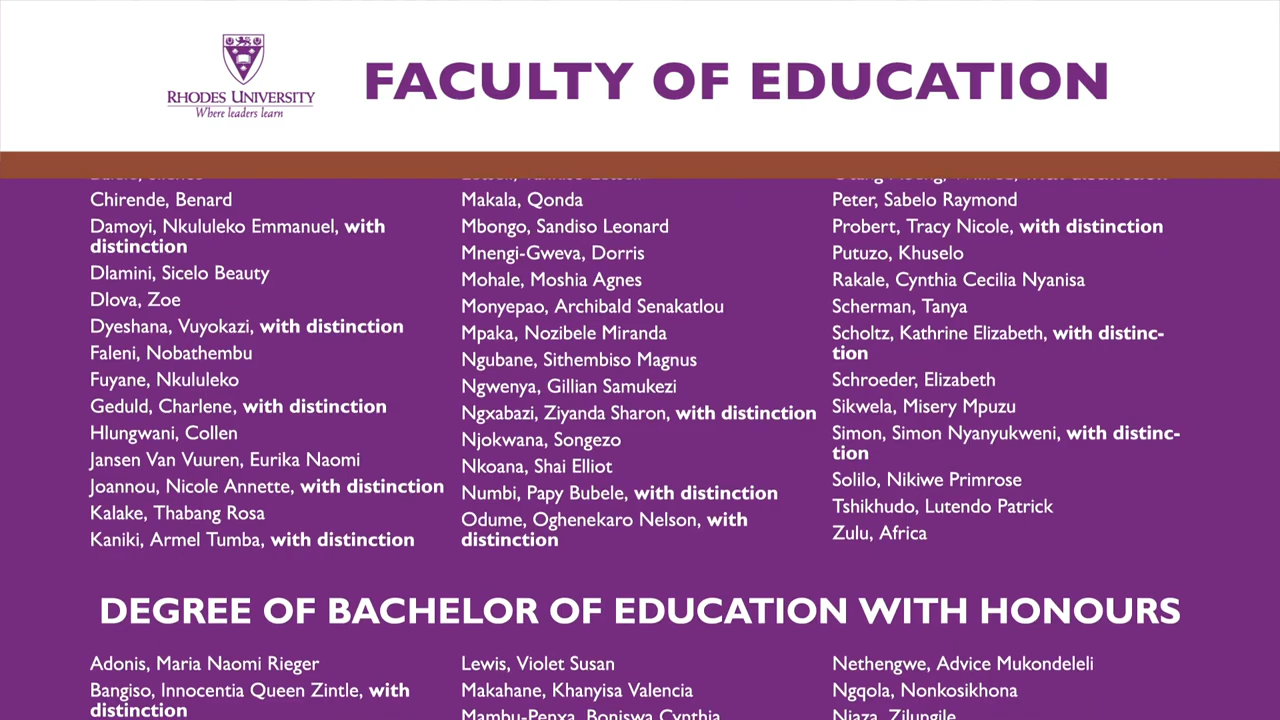 RHODES UNIVERSITY
Where leaders learn
FACULTY OF EDUCATION
Chirende, Benard
Damoyi, Nkululeko Emmanuel, with
distinction
Dlamini, Sicelo Beauty
Dlova, Zoe
Dyeshana, Vuyokazi, with distinction
Faleni, Nobathembu
Fuyane, Nkululeko
Geduld, Charlene, with distinction
Hlungwani, Collen
Jansen Van Vuuren, Eurika Naomi
Joannou, Nicole Annette, with distinction
Kalake, Thabang Rosa
Kaniki, Armel Tumba, with distinction
Makala, Qonda
Mbongo, Sandiso Leonard
Mnengi-Gweva, Dorris
Mohale, Moshia Agnes
Monyepao, Archibald Senakatlou
Mpaka, Nozibele Miranda
Ngubane, Sithembiso Magnus
Ngwenya, Gillian Samukezi
Ngxabazi, Ziyanda Sharon, with distinction
Njokwana, Songezo
Nkoana, Shai Elliot
Numbi, Papy Bubele, with distinction
Odume, Oghenekaro Nelson, with
distinction
with distinction
Peter, Sabelo Raymond
Probert, Tracy Nicole, with distinction
Putuzo, Khuselo
Rakale, Cynthia Cecilia Nyanisa
Scherman, Tanya
Scholtz, Kathrine Elizabeth, with distinc-
tion
Schroeder, Elizabeth
Sikwela, Misery Mpuzu
Simon, Simon Nyanyukweni, with distinc-
tion
Solilo, Nikiwe Primrose
Tshikhudo, Lutendo Patrick
Zulu, Africa
DEGREE OF BACHELOR OF EDUCATION WITH HONOURS
Adonis, Maria Naomi Rieger
Bangiso, Innocentia Queen Zintle, with
distinction
Lewis, Violet Susan
Makahane, Khanyisa Valencia
Mambu-Penxa, Boniswa Cynthia
Nethengwe, Advice Mukondeleli
Ngqola, Nonkosikhona
Njaza, Zilungile